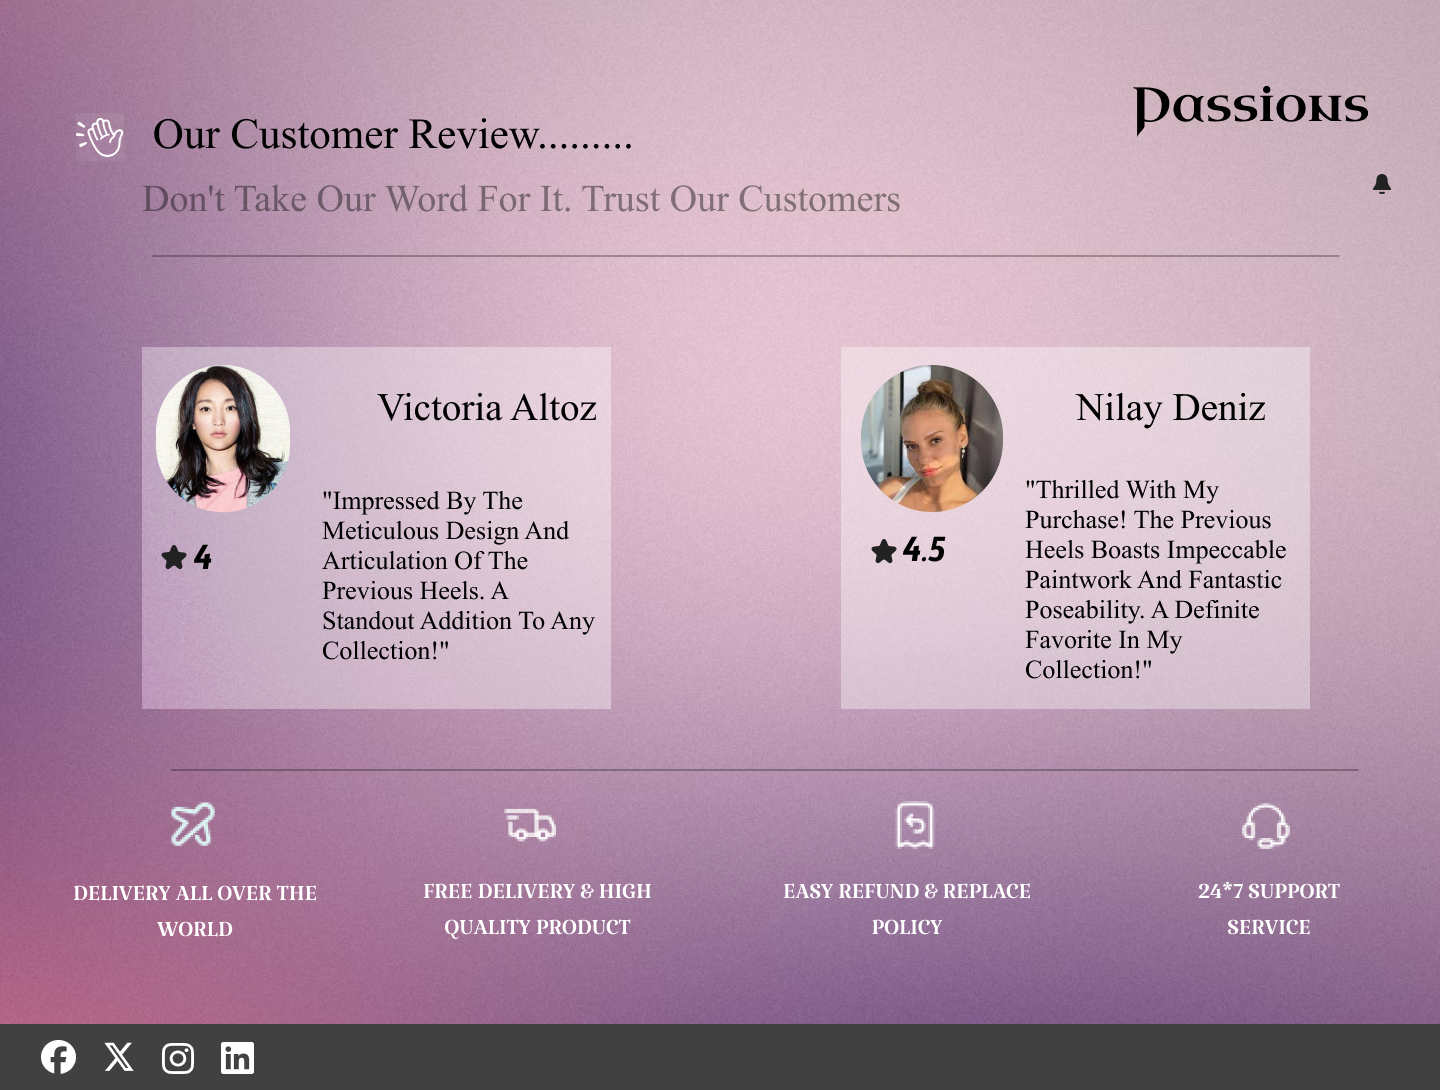 Passions
Our Customer Review.........
Don't Take Our Word For It. Trust Our Customers
Victoria Altoz
"Impressed By The
Meticulous Design And
Articulation Of The
Previous Heels. A
Standout Addition To Any
Collection!"
4
Nilay Deniz
"Thrilled With My
Purchase! The Previous
Heels Boasts Impeccable
Paintwork And Fantastic
Poseability. A Definite
Favorite In My
Collection!"
4.5
DELIVERY ALL OVER THE
WORLD
FREE DELIVERY & HIGH
QUALITY PRODUCT
EASY REFUND & REPLACE
POLICY
24*7 SUPPORT
SERVICE